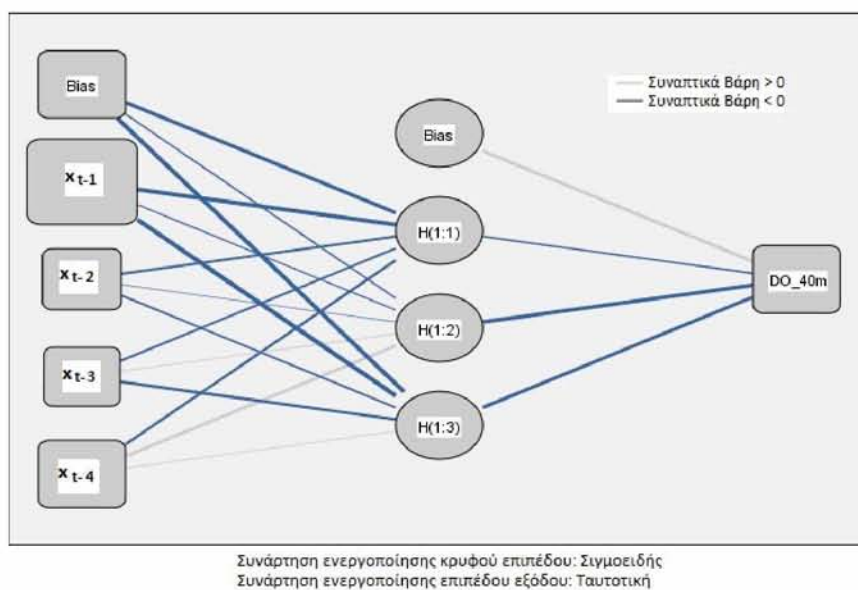 Bias
x t-1
x t-2
x t-3
x t-4
Bias
H(1:1)
H(1:2)
H(1:3)
DO_40m
Συναπτικά Βάρη > 0
Συναπτικά Βάρη < 0
Συνάρτηση ενεργοποίησης κρυφού επιπέδου: Σιγμοειδής
Συνάρτηση ενεργοποίησης επιπέδου εξόδου: Ταυτοτική